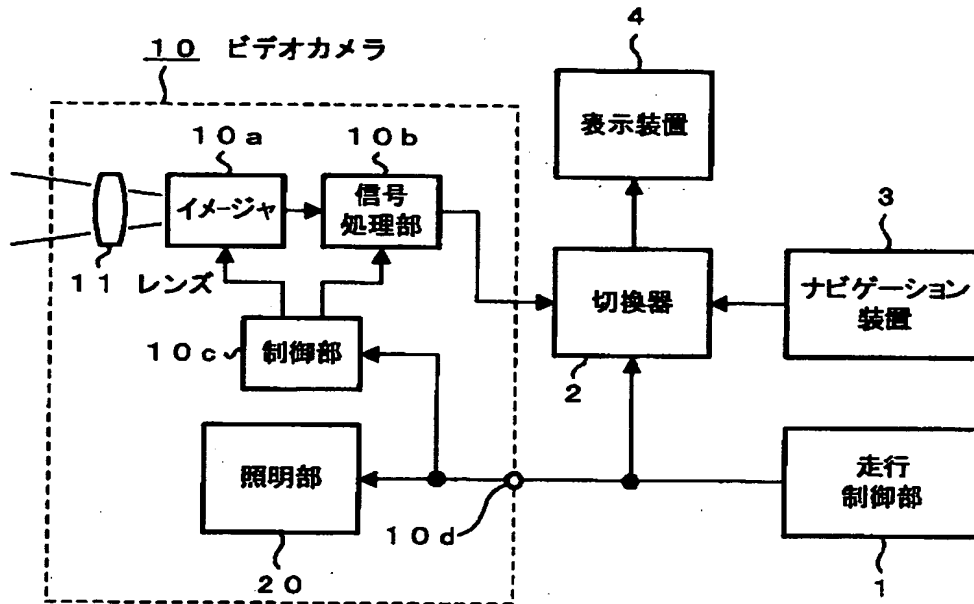 10 ビデオカメラ
4
表示装置
10a
10b
イメージャ
信号
処理部
3
11 レンズ
切換器
ナビゲーション
装置
10c
制御部
2
照明部
走行
制御部
10d
20
1